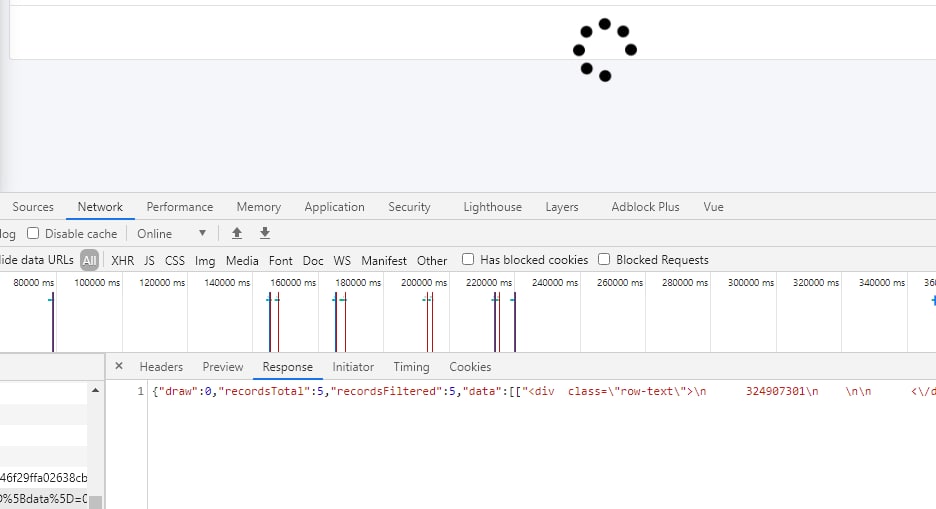 Sources Network Performance Memory Application Security Lighthouse Layers Adblock Plus Vue
log Disable cache Online
lide data URLs All XHR JS CSS Img Media Font Doc WS Manifest Other Has blocked cookies Blocked Requests
80000 ms 100000 ms 120000 ms 140000 ms 160000 ms 180000 ms 200000 ms 220000 ms 240000 ms 260000 ms 280000 ms 300000 ms 320000 ms 340000 ms 360
× Headers Preview Response Initiator Timing Cookies
1 {"draw":0,"recordsTotal":5,"recordsFiltered":5,"data":[["<div class=\"row-text\">\n 324907301\n \n\n <\/d
46f29ffa02638cb
%5Bdata%5D=